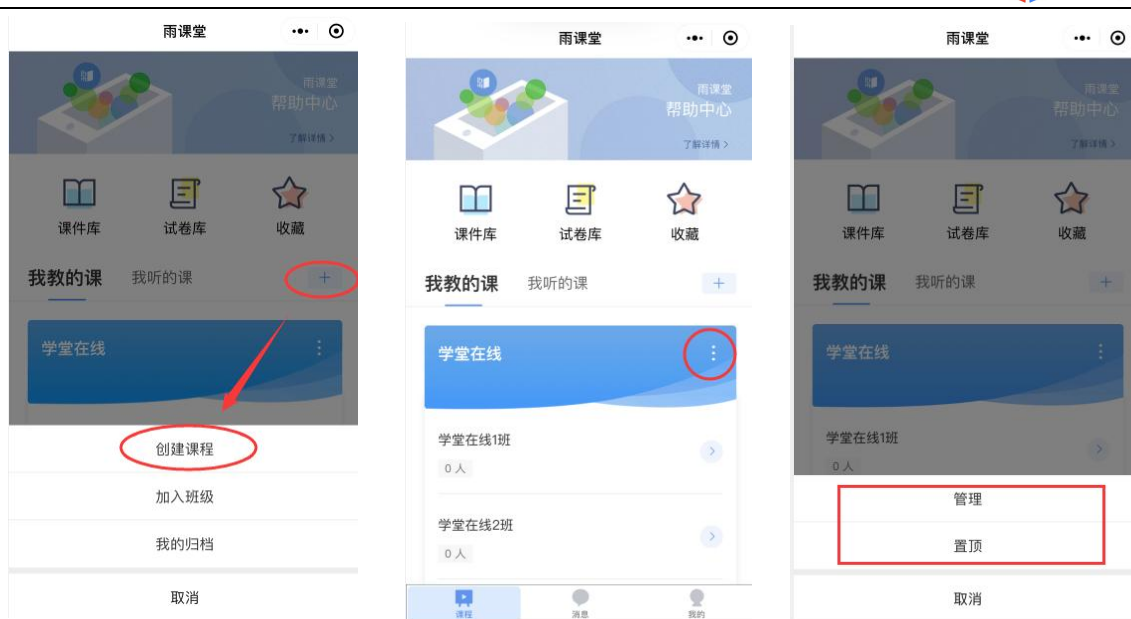 雨课堂
雨课堂
帮助中心
了解详情 >
课件库
试卷库
收藏
我教的课
我听的课
+
学堂在线
创建课程
加入班级
我的归档
取消
雨课堂
雨课堂
帮助中心
了解详情 >
课件库
试卷库
收藏
我教的课
我听的课
+
学堂在线
学堂在线1班
0人
学堂在线2班
0人
课程
消息
我的
雨课堂
雨课堂
帮助中心
了解详情 >
课件库
试卷库
收藏
我教的课
我听的课
+
学堂在线
学堂在线1班
0人
管理
置顶
取消